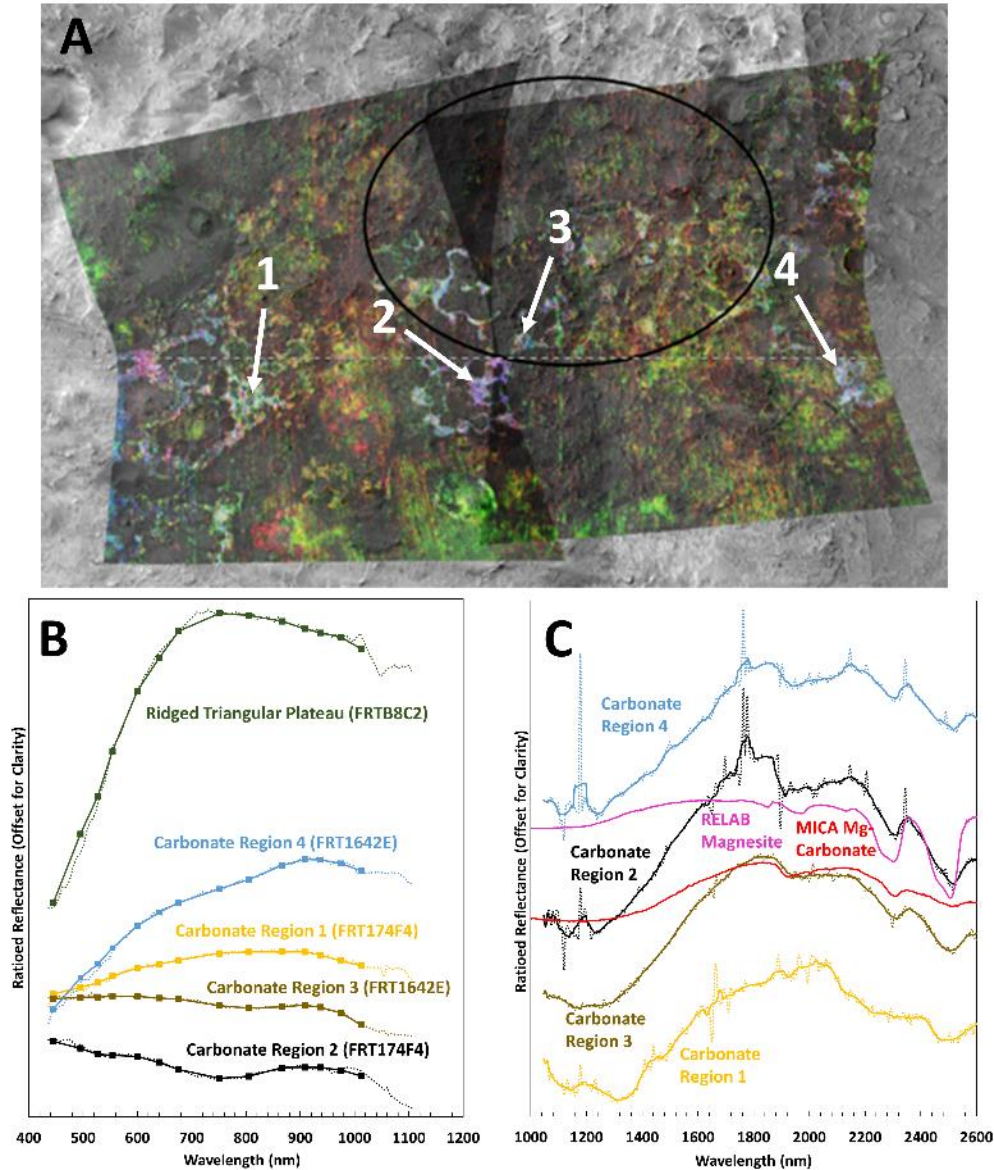 A
1
2
3
4
B
Ratioed Reflectance (Offset for Clarity)
Ridged Triangular Plateau (FRTB8C2)
Carbonate Region 4 (FRT1642E)
Carbonate Region 1 (FRT174F4)
Carbonate Region 3 (FRT1642E)
Carbonate Region 2 (FRT174F4)
400 500 600 700 800 900 1000 1100 1200
Wavelength (nm)
C
Ratioed Reflectance (Offset for Clarity)
Carbonate
Region 4
RELAB
Magnesite
MICA Mg-
Carbonate
Carbonate
Region 2
Carbonate
Region 3
Carbonate
Region 1
1000 1200 1400 1600 1800 2000 2200 2400 2600
Wavelength (nm)